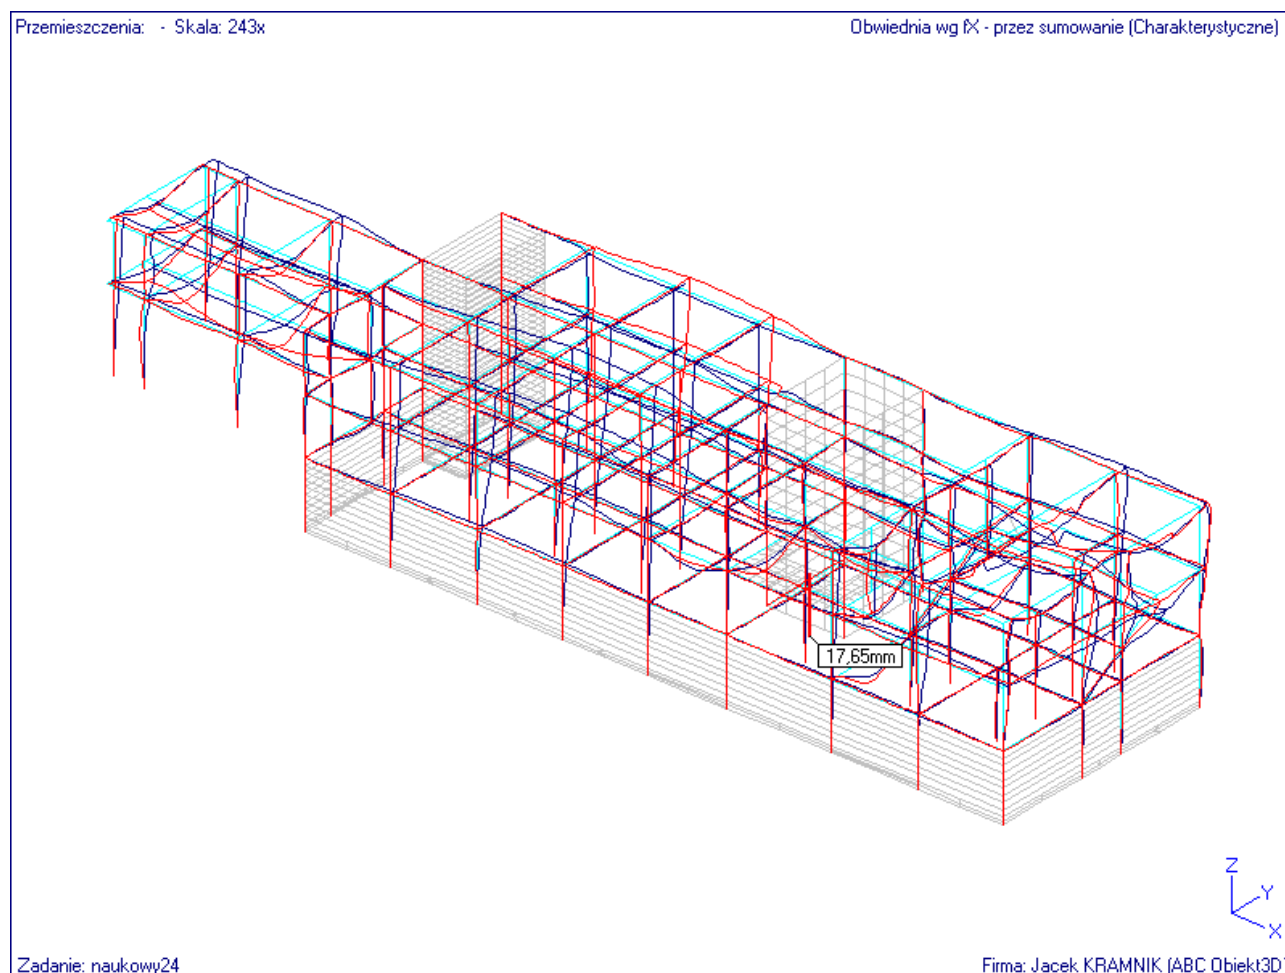 Przemieszczenia: - Skala: 243x
Obwiednia wg fX - przez sumowanie (Charakterystyczne)
17,65mm
Z
Y
X
Zadanie: naukowy24
Firma: Jacek KRAMNIK (ABC Obiekt3D